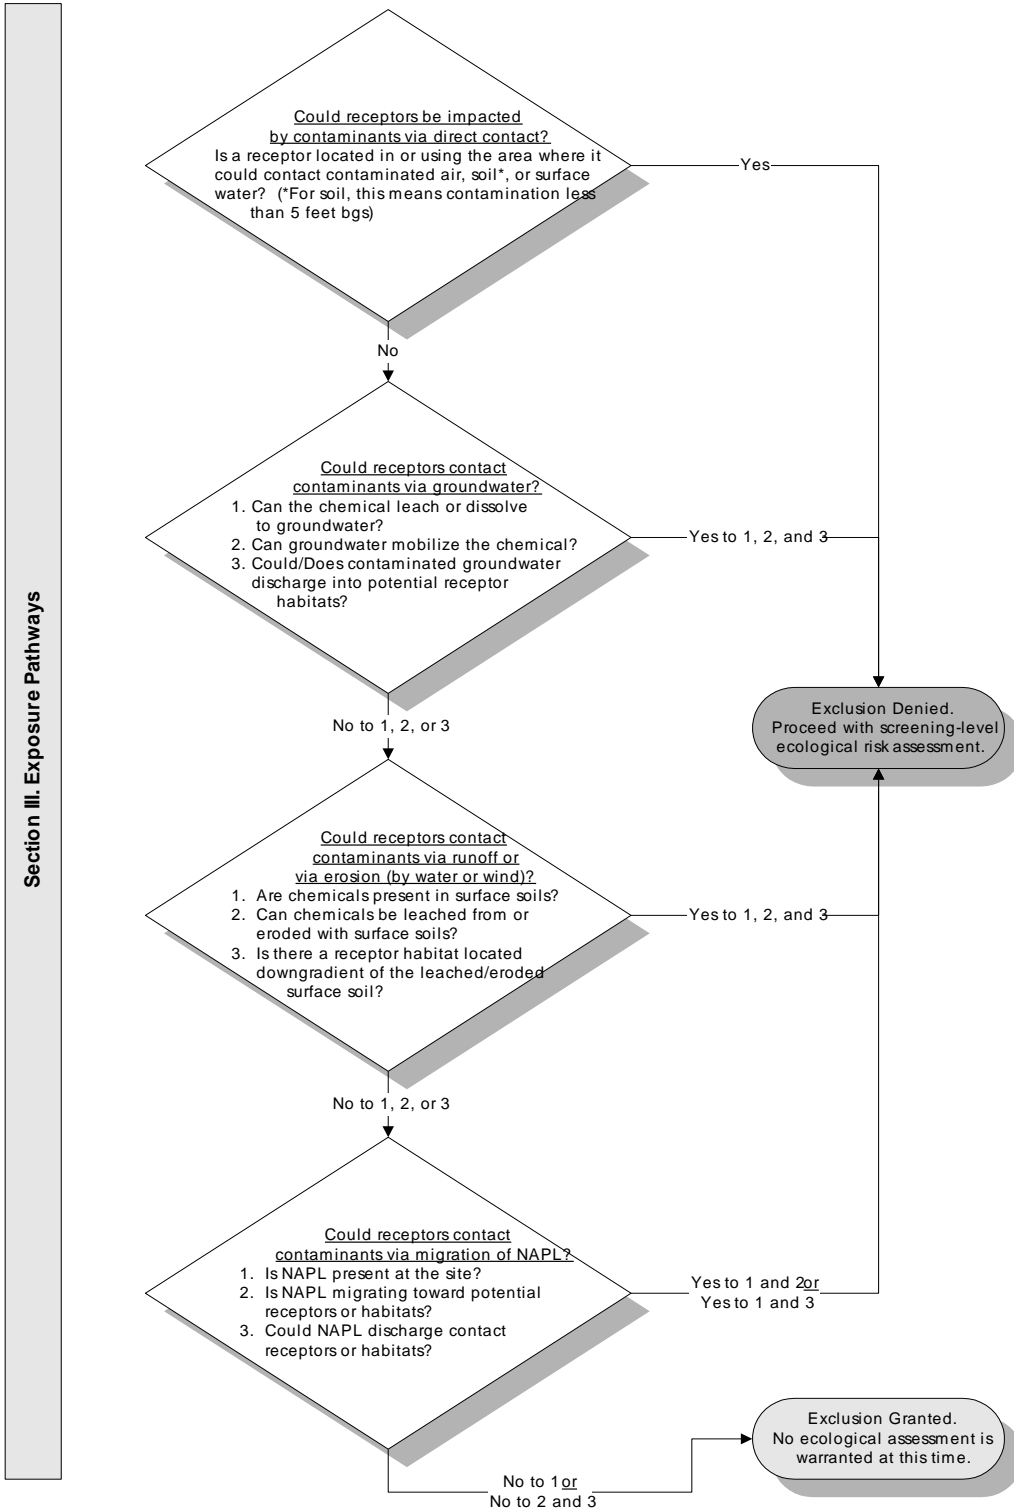 Section III. Exposure Pathways
Could receptors be impacted
by contaminants via direct contact?
Is a receptor located in or using the area where it
could contact contaminated air, soil*, or surface
water? (*For soil, this means contamination less
than 5 feet bgs)
Yes
No
Could receptors contact
contaminants via groundwater?
1. Can the chemical leach or dissolve
to groundwater?
2. Can groundwater mobilize the chemical?
3. Could/Does contaminated groundwater
discharge into potential receptor
habitats?
Yes to 1, 2, and 3
No to 1, 2, or 3
Exclusion Denied.
Proceed with screening-level
ecological risk assessment.
Could receptors contact
contaminants via runoff or
via erosion (by water or wind)?
1. Are chemicals present in surface soils?
2. Can chemicals be leached from or
eroded with surface soils?
3. Is there a receptor habitat located
downgradient of the leached/eroded
surface soil?
Yes to 1, 2, and 3
No to 1, 2, or 3
Could receptors contact
contaminants via migration of NAPL?
1. Is NAPL present at the site?
2. Is NAPL migrating toward potential
receptors or habitats?
3. Could NAPL discharge contact
receptors or habitats?
Yes to 1 and 2 or
Yes to 1 and 3
Exclusion Granted.
No ecological assessment is
warranted at this time.
No to 1 or
No to 2 and 3